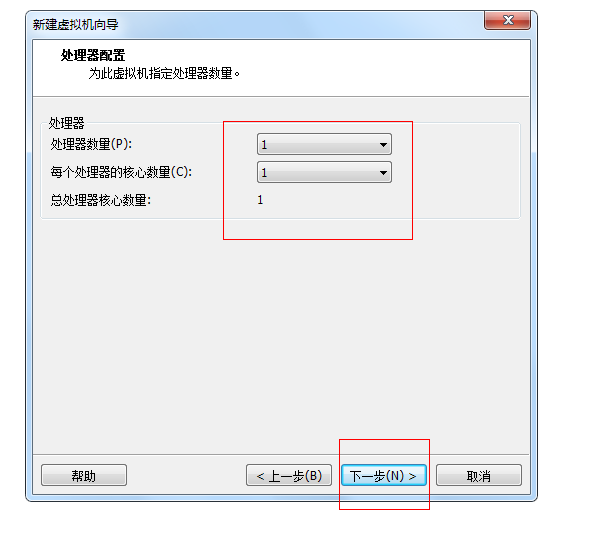 新建虚拟机向导
处理器配置
为此虚拟机指定处理器数量。
处理器
处理器数量(P): 1
每个处理器的核心数量(C): 1
总处理器核心数量: 1
帮助 < 上一步(B) 下一步(N) > 取消